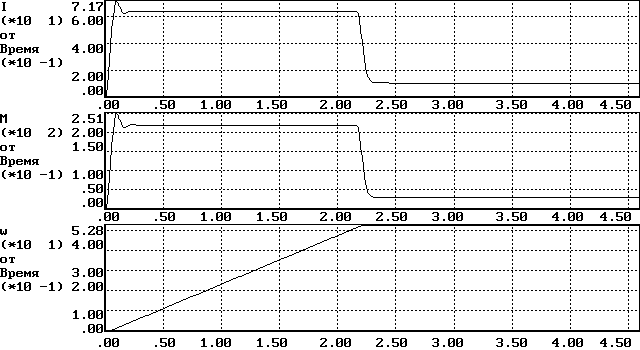 I 7.17
(*10 1) 6.00
от
Время 4.00
(*10 -1)
2.00
.00
.00 .50 1.00 1.50 2.00 2.50 3.00 3.50 4.00 4.50
M 2.51
(*10 2) 2.00
от 1.50
Время
(*10 -1) 1.00
.50
.00
.00 .50 1.00 1.50 2.00 2.50 3.00 3.50 4.00 4.50
w 5.28
(*10 1) 4.00
от
Время 3.00
(*10 -1) 2.00
1.00
.00
.00 .50 1.00 1.50 2.00 2.50 3.00 3.50 4.00 4.50